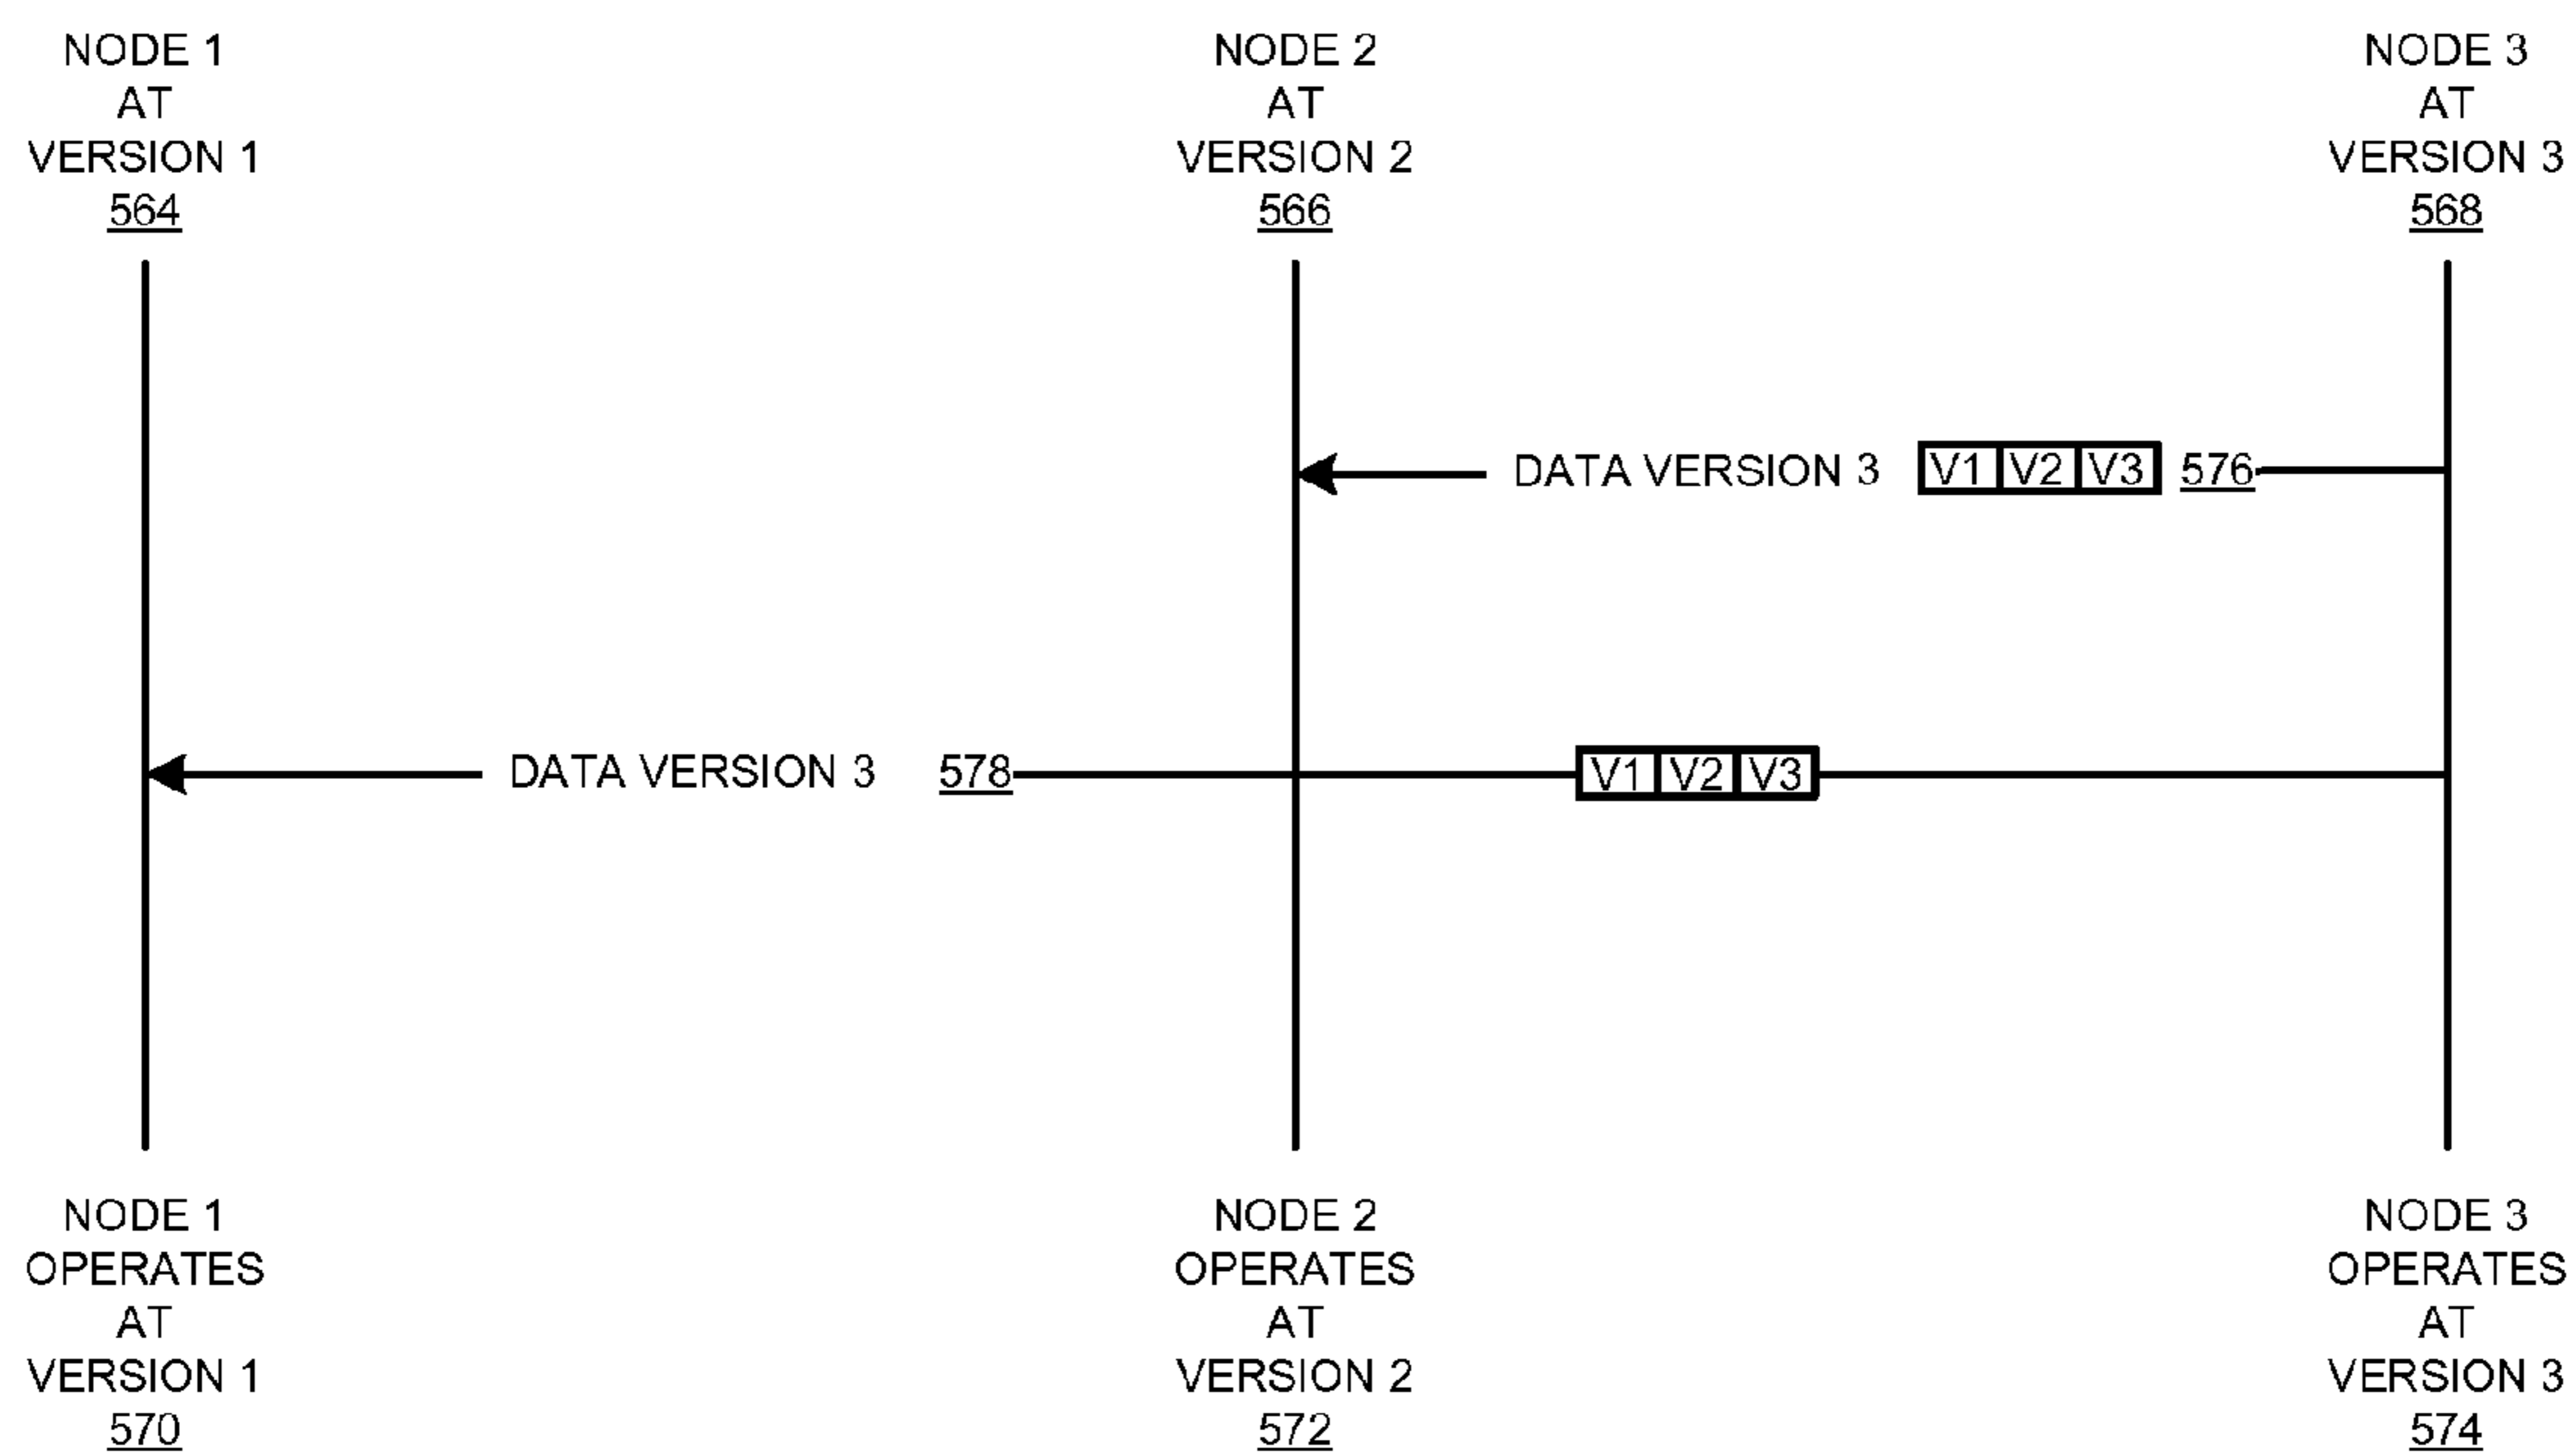 NODE 1
AT
VERSION 1
564
NODE 2
AT
VERSION 2
566
NODE 3
AT
VERSION 3
568
DATA VERSION 3 V1 V2 V3 576
DATA VERSION 3 578 V1 V2 V3
NODE 1
OPERATES
AT
VERSION 1
570
NODE 2
OPERATES
AT
VERSION 2
572
NODE 3
OPERATES
AT
VERSION 3
574